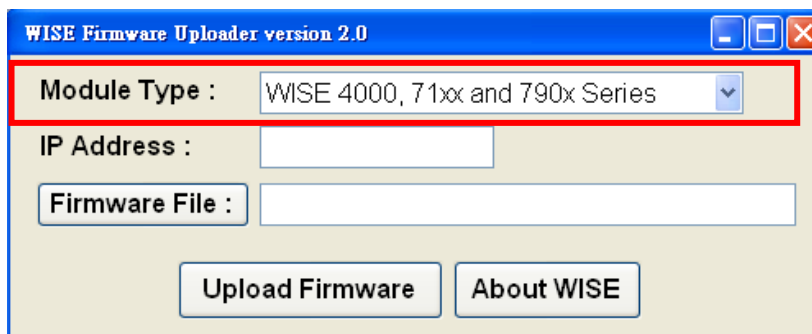 WISE Firmware Uploader version 2.0
Module Type :
WISE 4000, 71xx and 790x Series
IP Address :
Firmware File :
Upload Firmware
About WISE